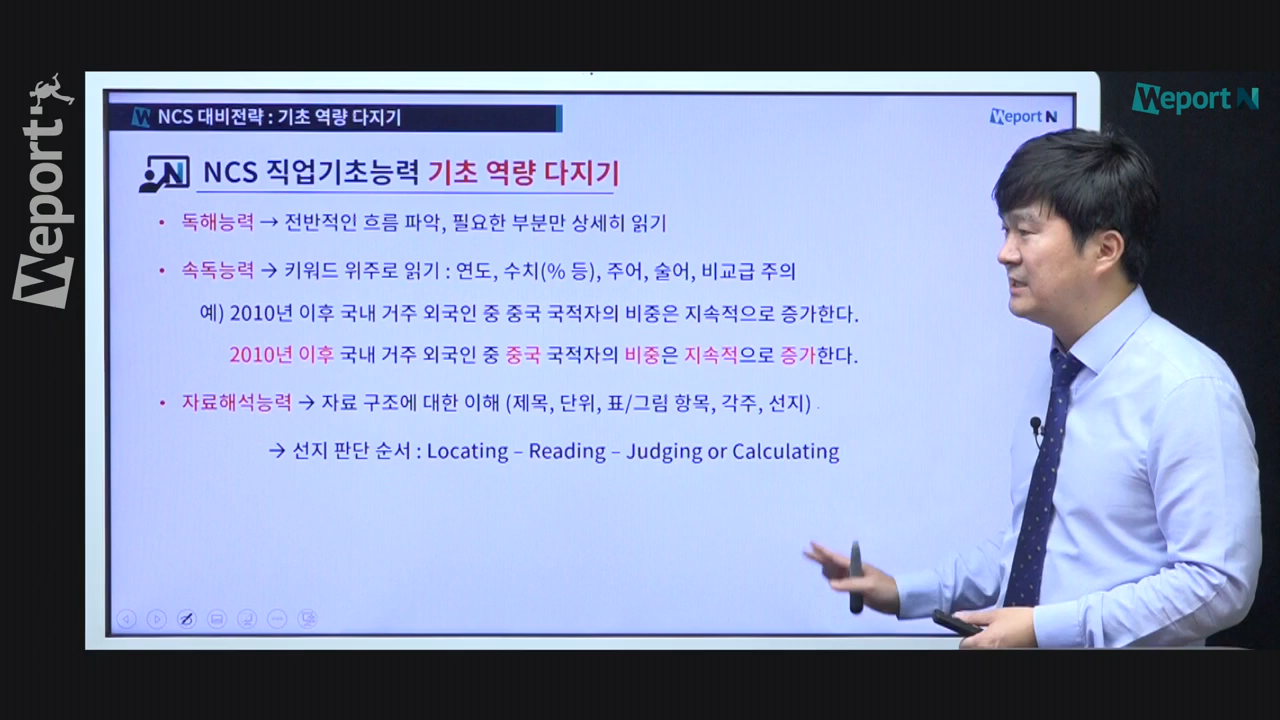 Weport
Weport N
NCS 대비전략 : 기초 역량 다지기
Weport N
NCS 직업기초능력 기초 역량 다지기
• 독해능력 → 전반적인 흐름 파악, 필요한 부분만 상세히 읽기
• 속독능력 → 키워드 위주로 읽기 : 연도, 수치(% 등), 주어, 술어, 비교급 주의
예) 2010년 이후 국내 거주 외국인 중 중국 국적자의 비중은 지속적으로 증가한다.
2010년 이후 국내 거주 외국인 중 중국 국적자의 비중은 지속적으로 증가한다.
• 자료해석능력 → 자료 구조에 대한 이해 (제목, 단위, 표/그림 항목, 각주, 선지)
→ 선지 판단 순서 : Locating – Reading – Judging or Calculating